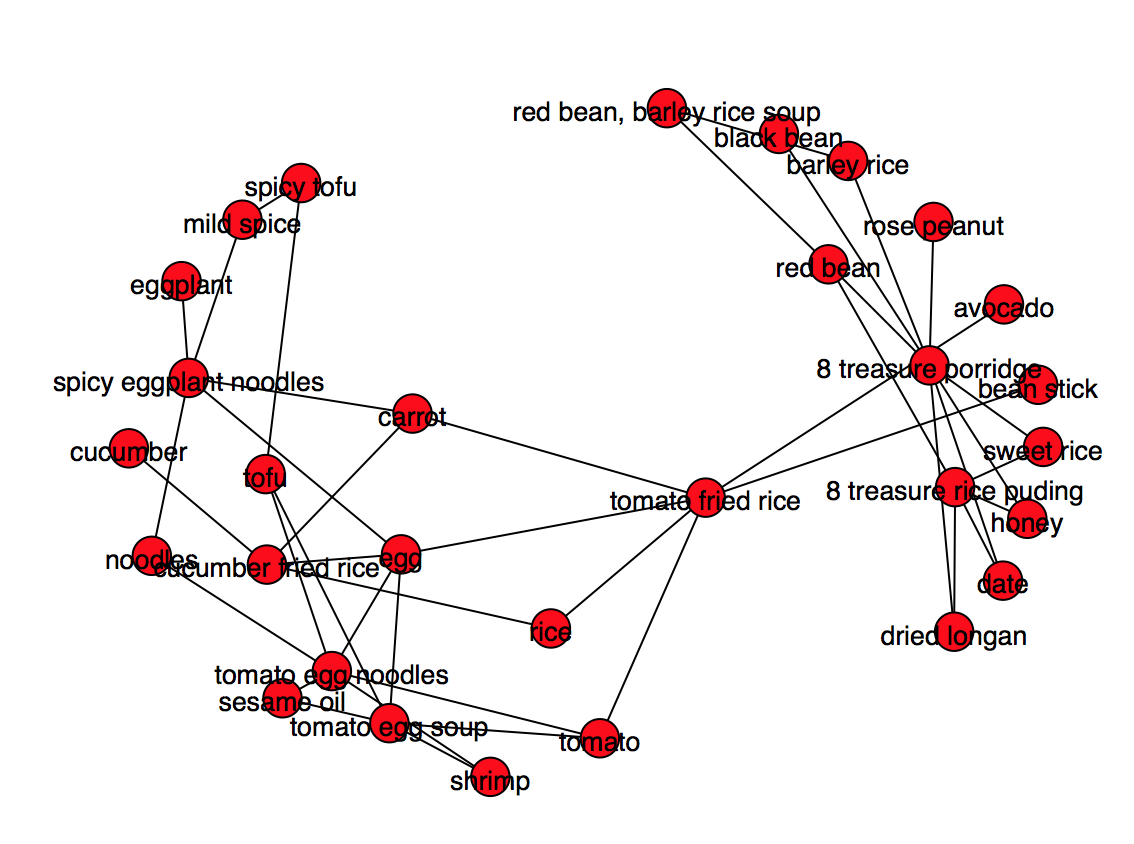 red bean, barley rice soup
black bean
barley rice
spicy tofu
mild spice
rose peanut
red bean
eggplant
avocado
8 treasure porridge
spicy eggplant noodles
bean stick
carrot
cucumber
sweet rice
tofu
8 treasure rice puding
tomato fried rice
honey
noodles
cucumber fried rice
egg
date
rice
dried longan
tomato egg noodles
sesame oil
tomato egg soup
tomato
shrimp